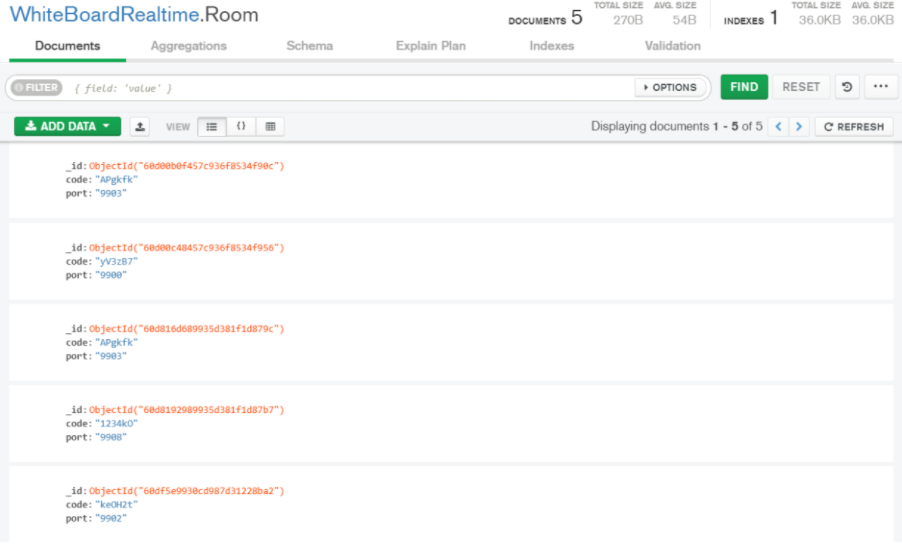 WhiteBoardRealtime.Room
DOCUMENTS 5 TOTAL SIZE 270B AVG. SIZE 54B INDEXES 1 TOTAL SIZE 36.0KB AVG. SIZE 36.0KB
Documents Aggregations Schema Explain Plan Indexes Validation
FILTER { field: 'value' } OPTIONS FIND RESET
ADD DATA VIEW {} Displaying documents 1 - 5 of 5 < > REFRESH
_id: ObjectId("60d00b0f457c936f8534f90c")
code: "APgkfk"
port: "9903"
_id: ObjectId("60d00c48457c936f8534f956")
code: "yV3zB7"
port: "9900"
_id: ObjectId("60d816d689935d381f1d879c")
code: "APgkfk"
port: "9903"
_id: ObjectId("60d8192989935d381f1d87b7")
code: "1234kO"
port: "9908"
_id: ObjectId("60df5e9930cd987d31228ba2")
code: "keOH2t"
port: "9902"